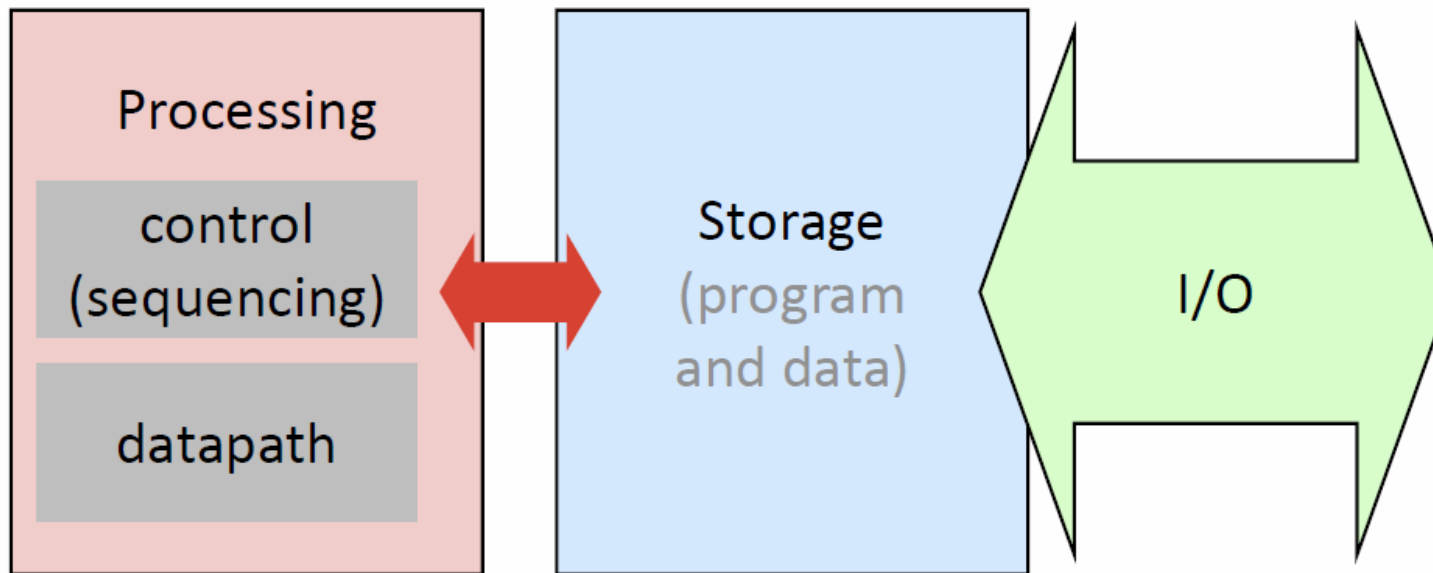 Processing
control
(sequencing)
datapath
Storage
(program
and data)
I/O